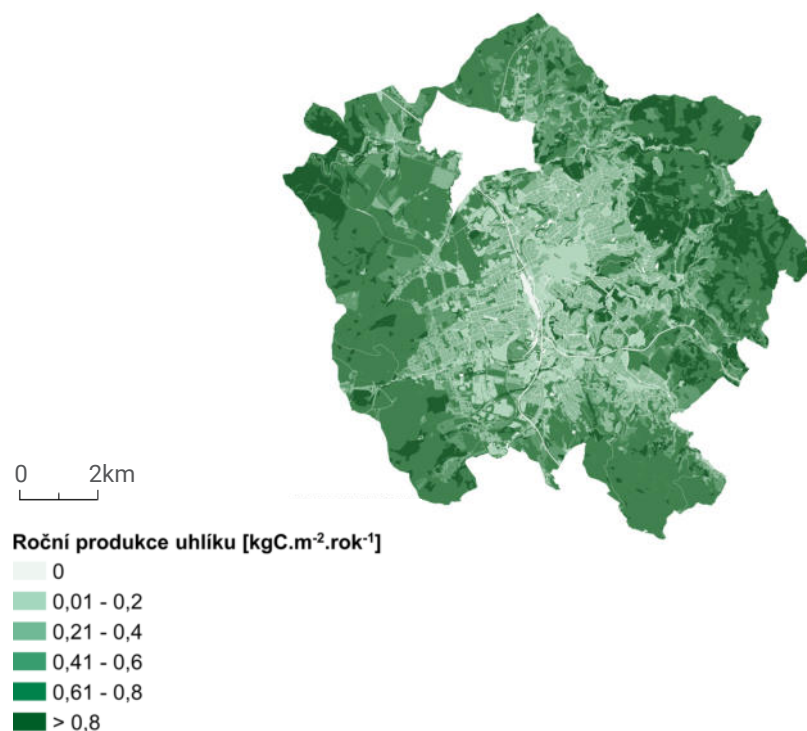 0 2km
Roční produkce uhlíku [kgC.m⁻².rok⁻¹]
0
0,01 - 0,2
0,21 - 0,4
0,41 - 0,6
0,61 - 0,8
> 0,8